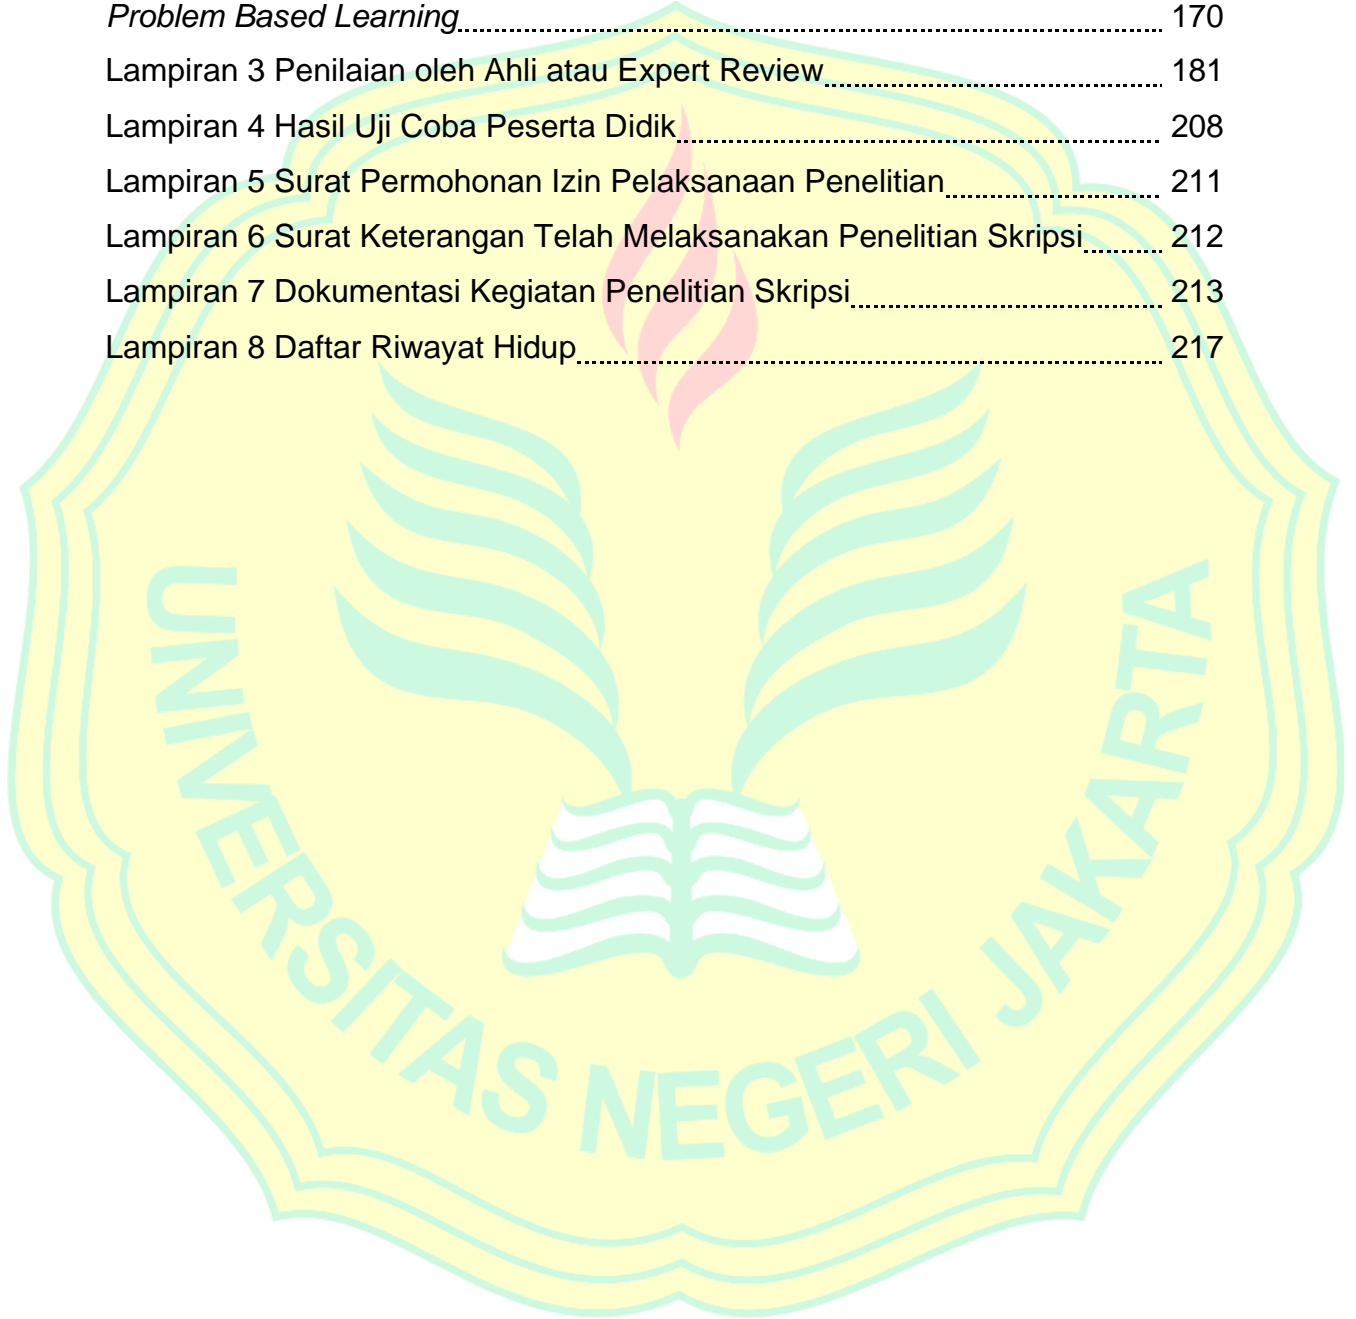 Problem Based Learning 170
Lampiran 3 Penilaian oleh Ahli atau Expert Review 181
Lampiran 4 Hasil Uji Coba Peserta Didik 208
Lampiran 5 Surat Permohonan Izin Pelaksanaan Penelitian 211
Lampiran 6 Surat Keterangan Telah Melaksanakan Penelitian Skripsi 212
Lampiran 7 Dokumentasi Kegiatan Penelitian Skripsi 213
Lampiran 8 Daftar Riwayat Hidup 217
UNIVERSITAS NEGERI JAKARTA